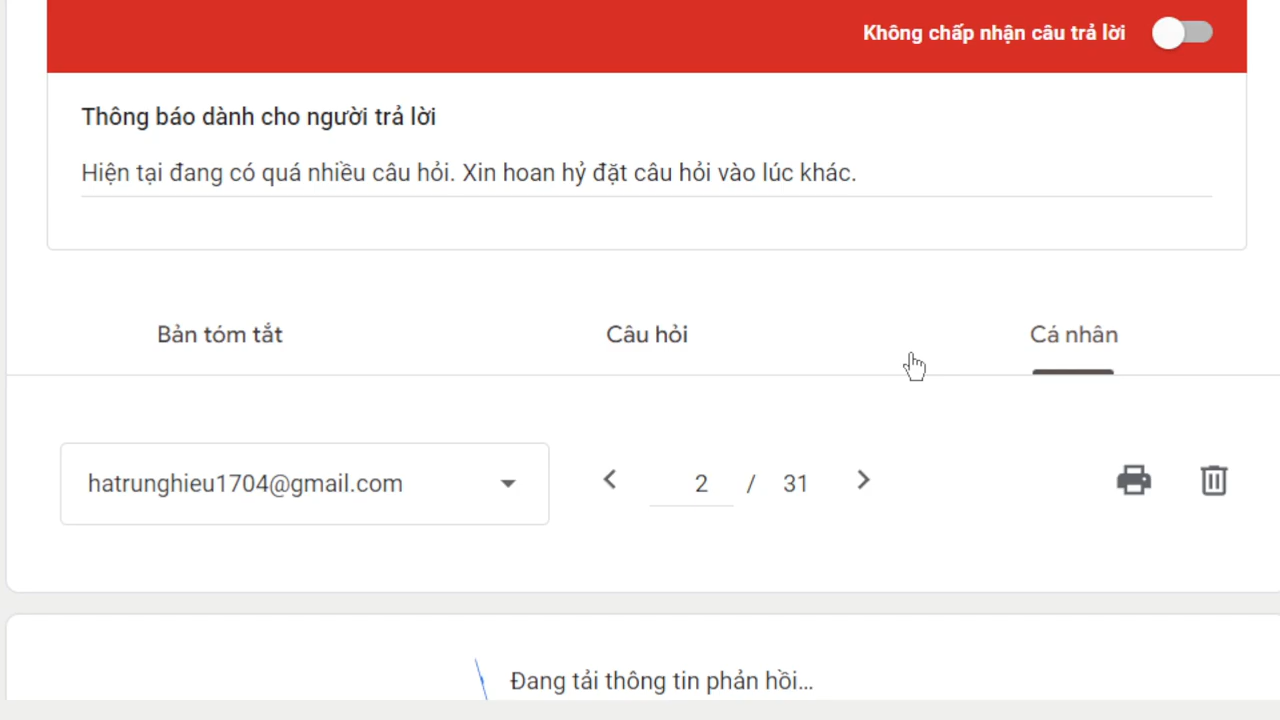 Không chấp nhận câu trả lời
Thông báo dành cho người trả lời
Hiện tại đang có quá nhiều câu hỏi. Xin hoan hỷ đặt câu hỏi vào lúc khác.
Bản tóm tắt
Câu hỏi
Cá nhân
hatrunghieu1704@gmail.com
2 / 31
Đang tải thông tin phản hồi...